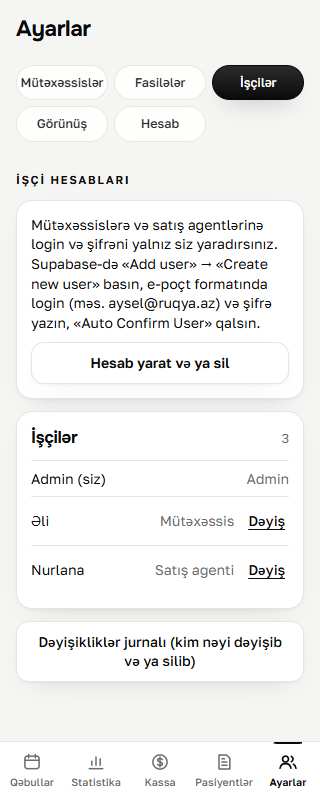 Ayarlar
Mütəxəssislər
Fasilələr
İşçilər
Görünüş
Hesab
İŞÇİ HESABLARI
Mütəxəssislərə və satış agentlərinə
login və şifrəni yalnız siz yaradırsınız.
Supabase-də «Add user» → «Create
new user» basın, e-poçt formatında
login (məs. aysel@ruqya.az) və şifrə
yazın, «Auto Confirm User» qalsın.
Hesab yarat və ya sil
İşçilər 3
Admin (siz) Admin
Əli Mütəxəssis Dəyiş
Nurlana Satış agenti Dəyiş
Dəyişikliklər jurnalı (kim nəyi dəyişib
və ya silib)
Qəbullar Statistika Kassa Pasiyentlər Ayarlar